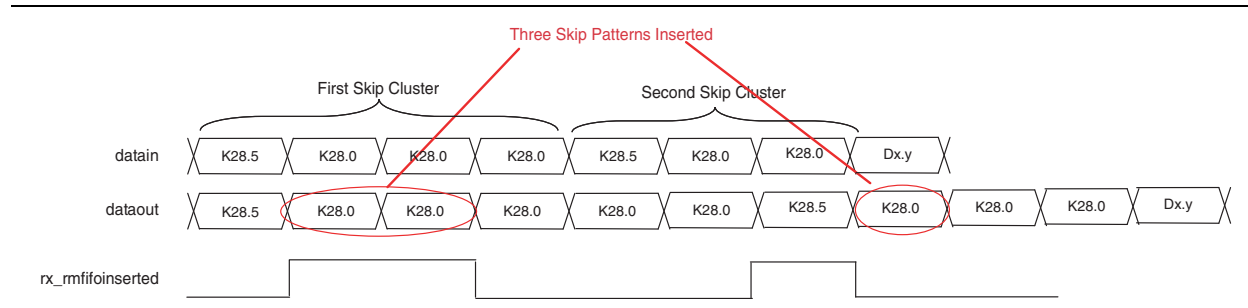 Three Skip Patterns Inserted
First Skip Cluster Second Skip Cluster
datain K28.5 K28.0 K28.0 K28.0 K28.5 K28.0 K28.0 Dx.y
dataout K28.5 K28.0 K28.0 K28.0 K28.0 K28.0 K28.5 K28.0 K28.0 K28.0 Dx.y
rx_rmfifoinserted